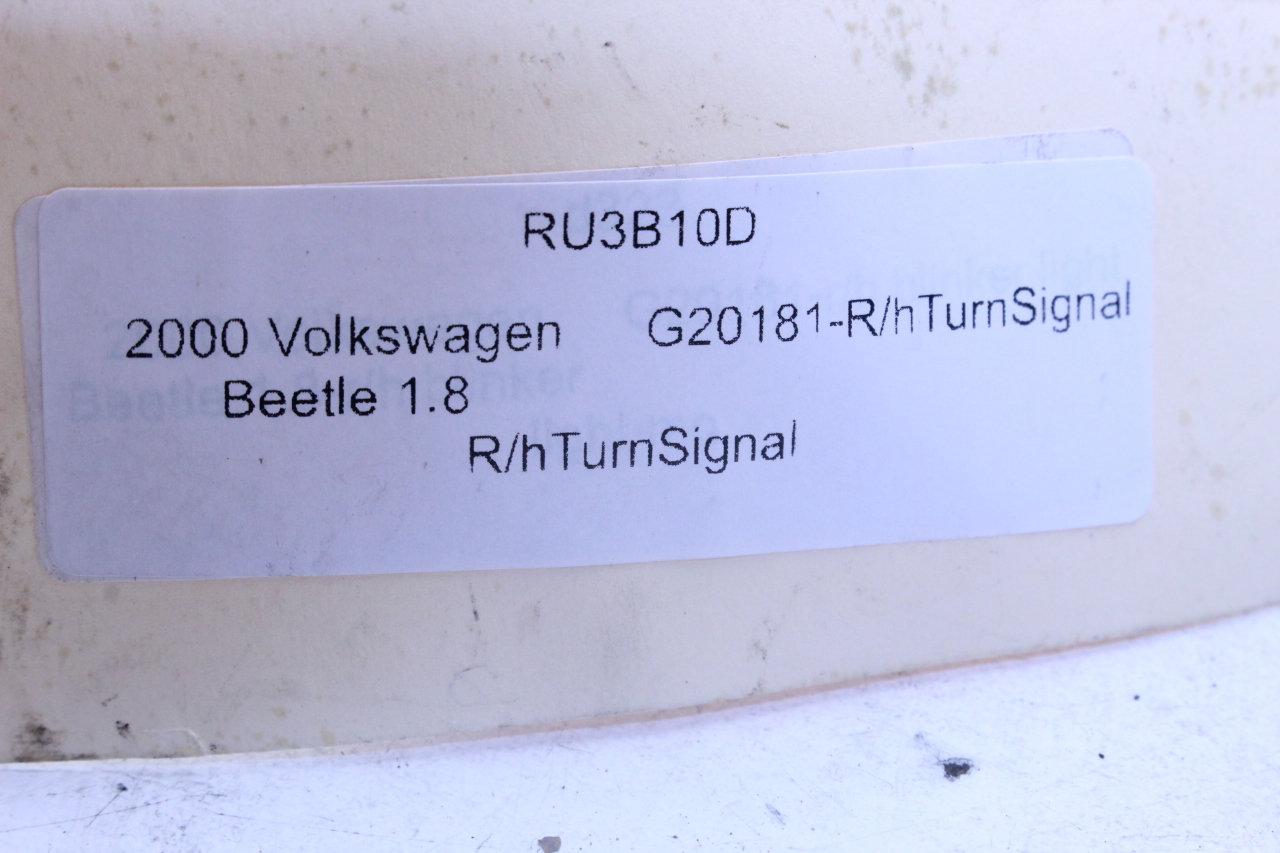 RU3B10D
2000 Volkswagen G20181-R/hTurnSignal
Beetle 1.8
R/hTurnSignal